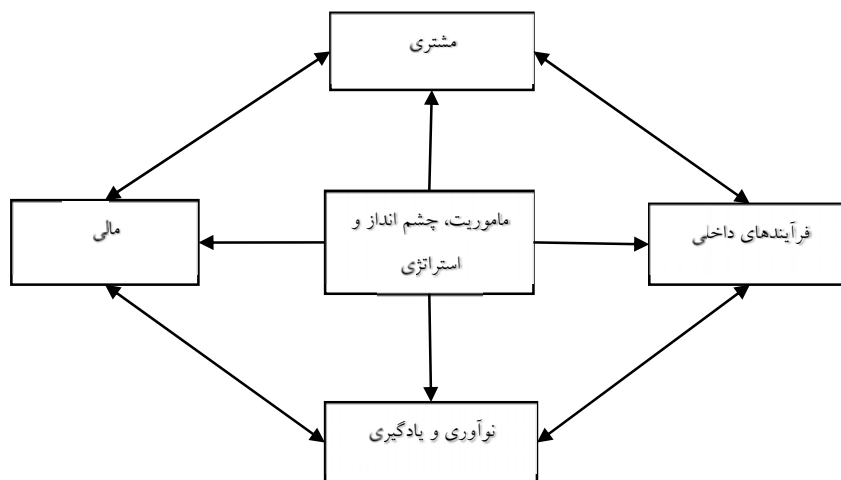 مشتری
مالی
ماموریت، چشم انداز و
استراتژی
فرآیندهای داخلی
نوآوری و یادگیری